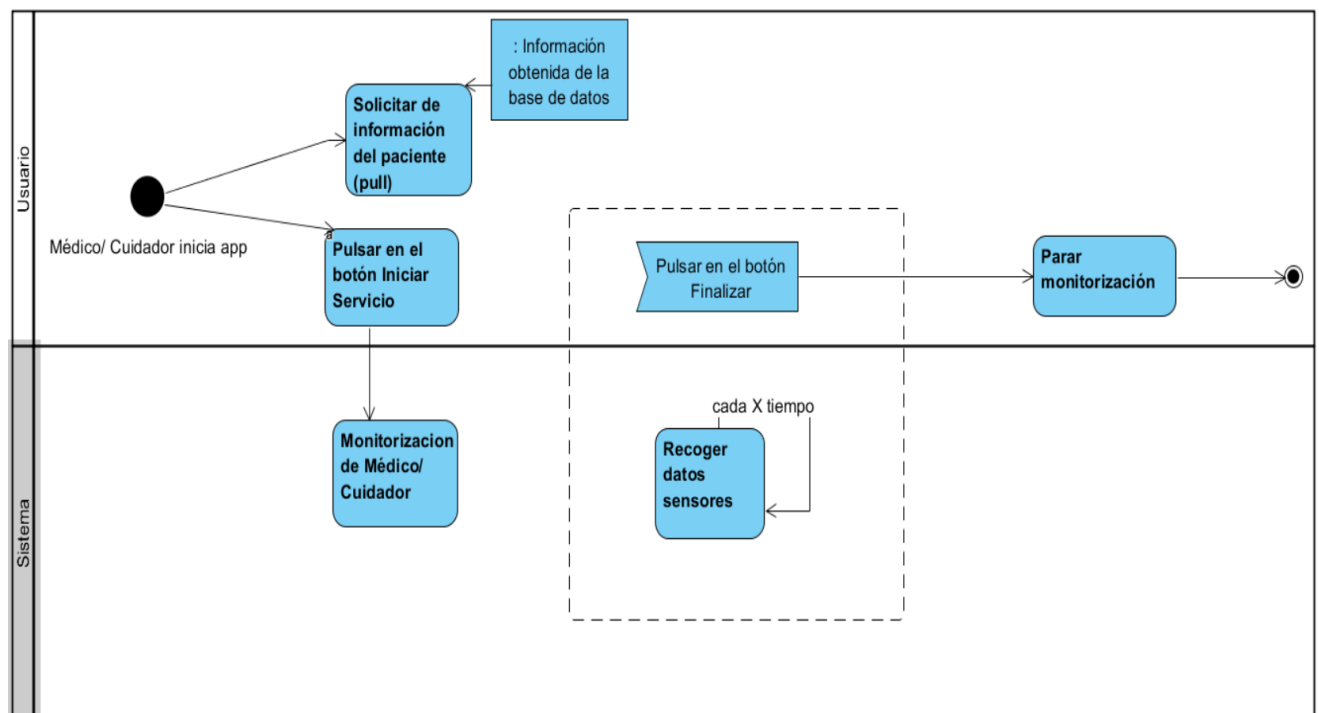 Usuario
: Información
obtenida de la
base de datos
Solicitar de
información
del paciente
(pull)
Médico/ Cuidador inicia app
a
Pulsar en el
botón Iniciar
Servicio
Pulsar en el botón
Finalizar
Parar
monitorización
Sistema
Monitorizacion
de Médico/
Cuidador
cada X tiempo
Recoger
datos
sensores